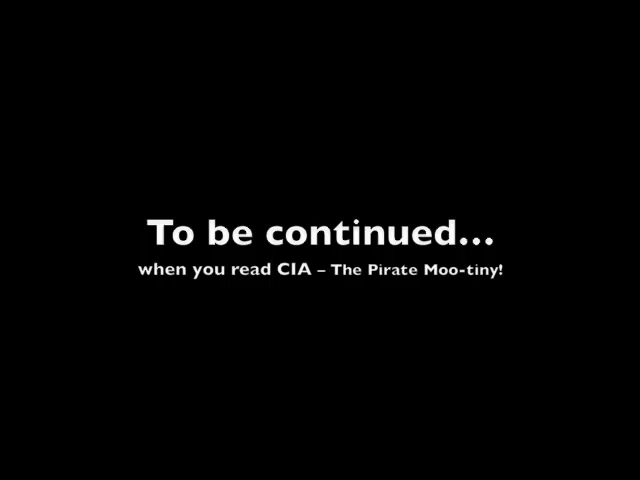 To be continued...
when you read CIA – The Pirate Moo-tiny!